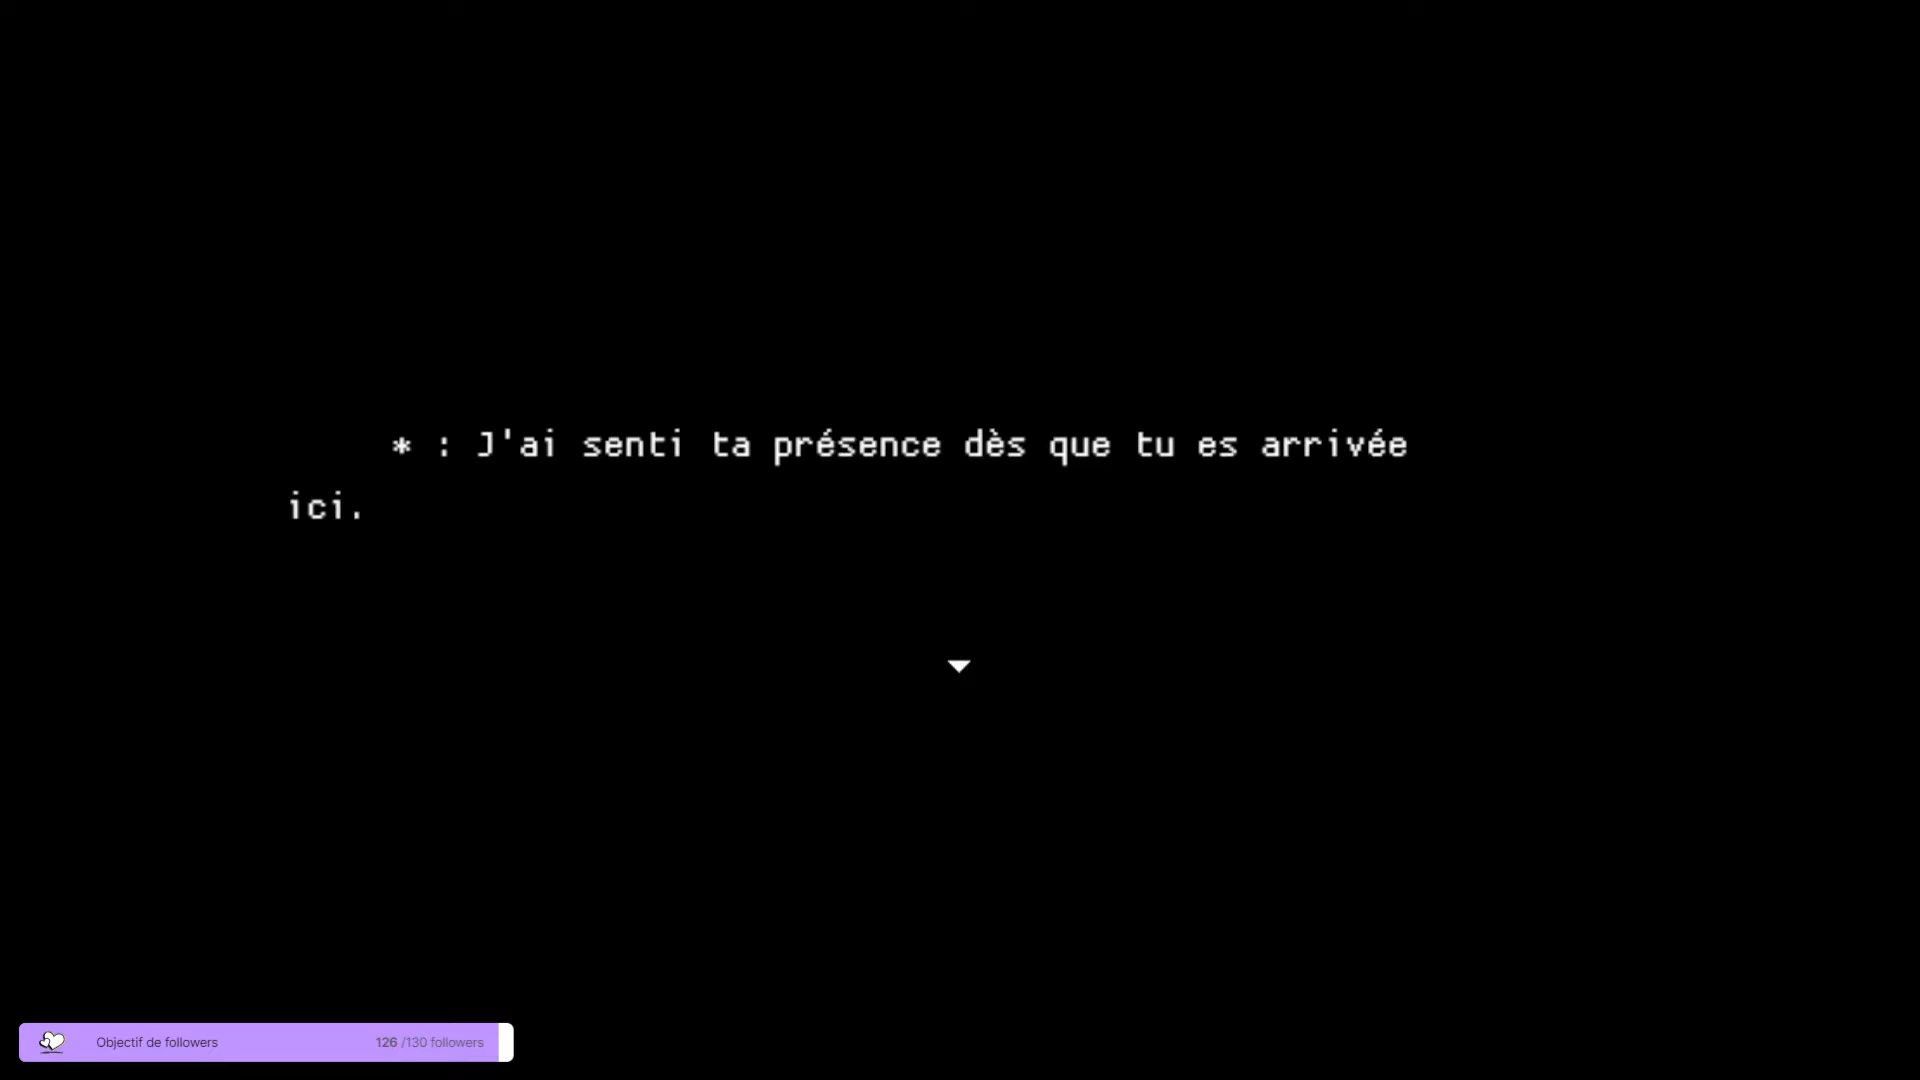 * : J'ai senti ta présence dès que tu es arrivée
ici.
Objectif de followers
126 /130 followers